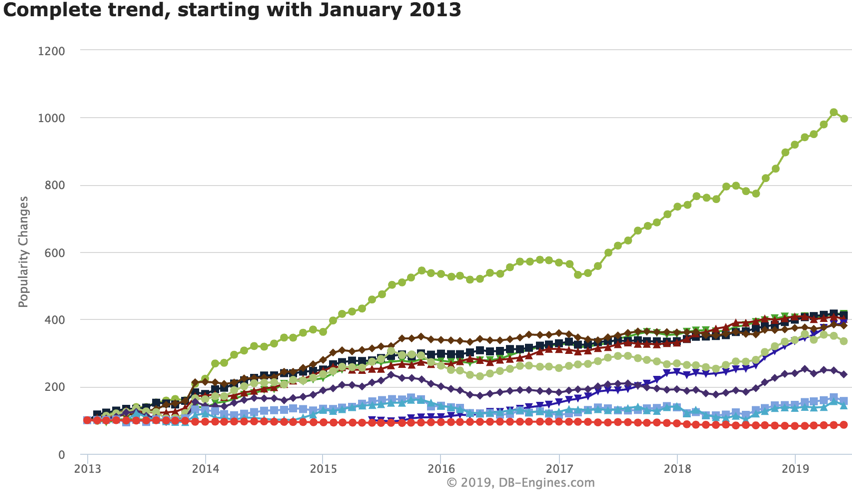 Complete trend, starting with January 2013
1200
1000
800
600
400
200
0
Popularity Changes
2013 2014 2015 2016 2017 2018 2019
© 2019, DB-Engines.com